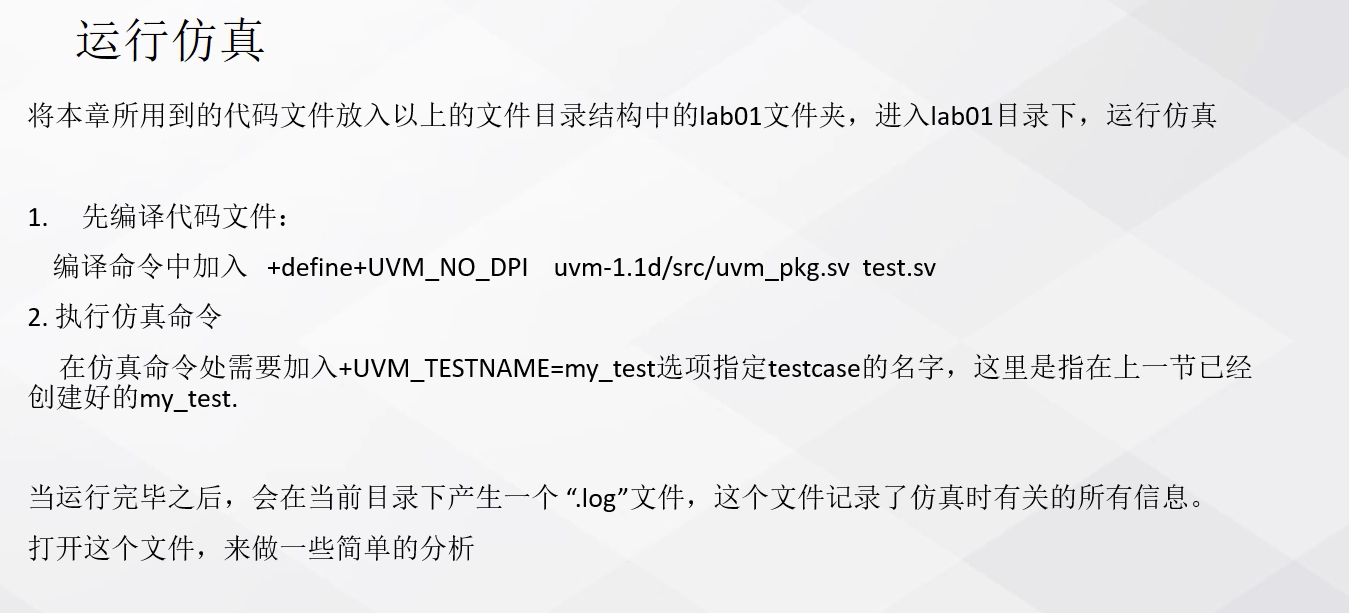 运行仿真
将本章所用到的代码文件放入以上的文件目录结构中的lab01文件夹，进入lab01目录下，运行仿真
1. 先编译代码文件：
编译命令中加入 +define+UVM_NO_DPI uvm-1.1d/src/uvm_pkg.sv test.sv
2. 执行仿真命令
在仿真命令处需要加入+UVM_TESTNAME=my_test选项指定testcase的名字，这里是指在上一节已经
创建好的my_test.
当运行完毕之后，会在当前目录下产生一个 “.log”文件，这个文件记录了仿真时有关的所有信息。
打开这个文件，来做一些简单的分析